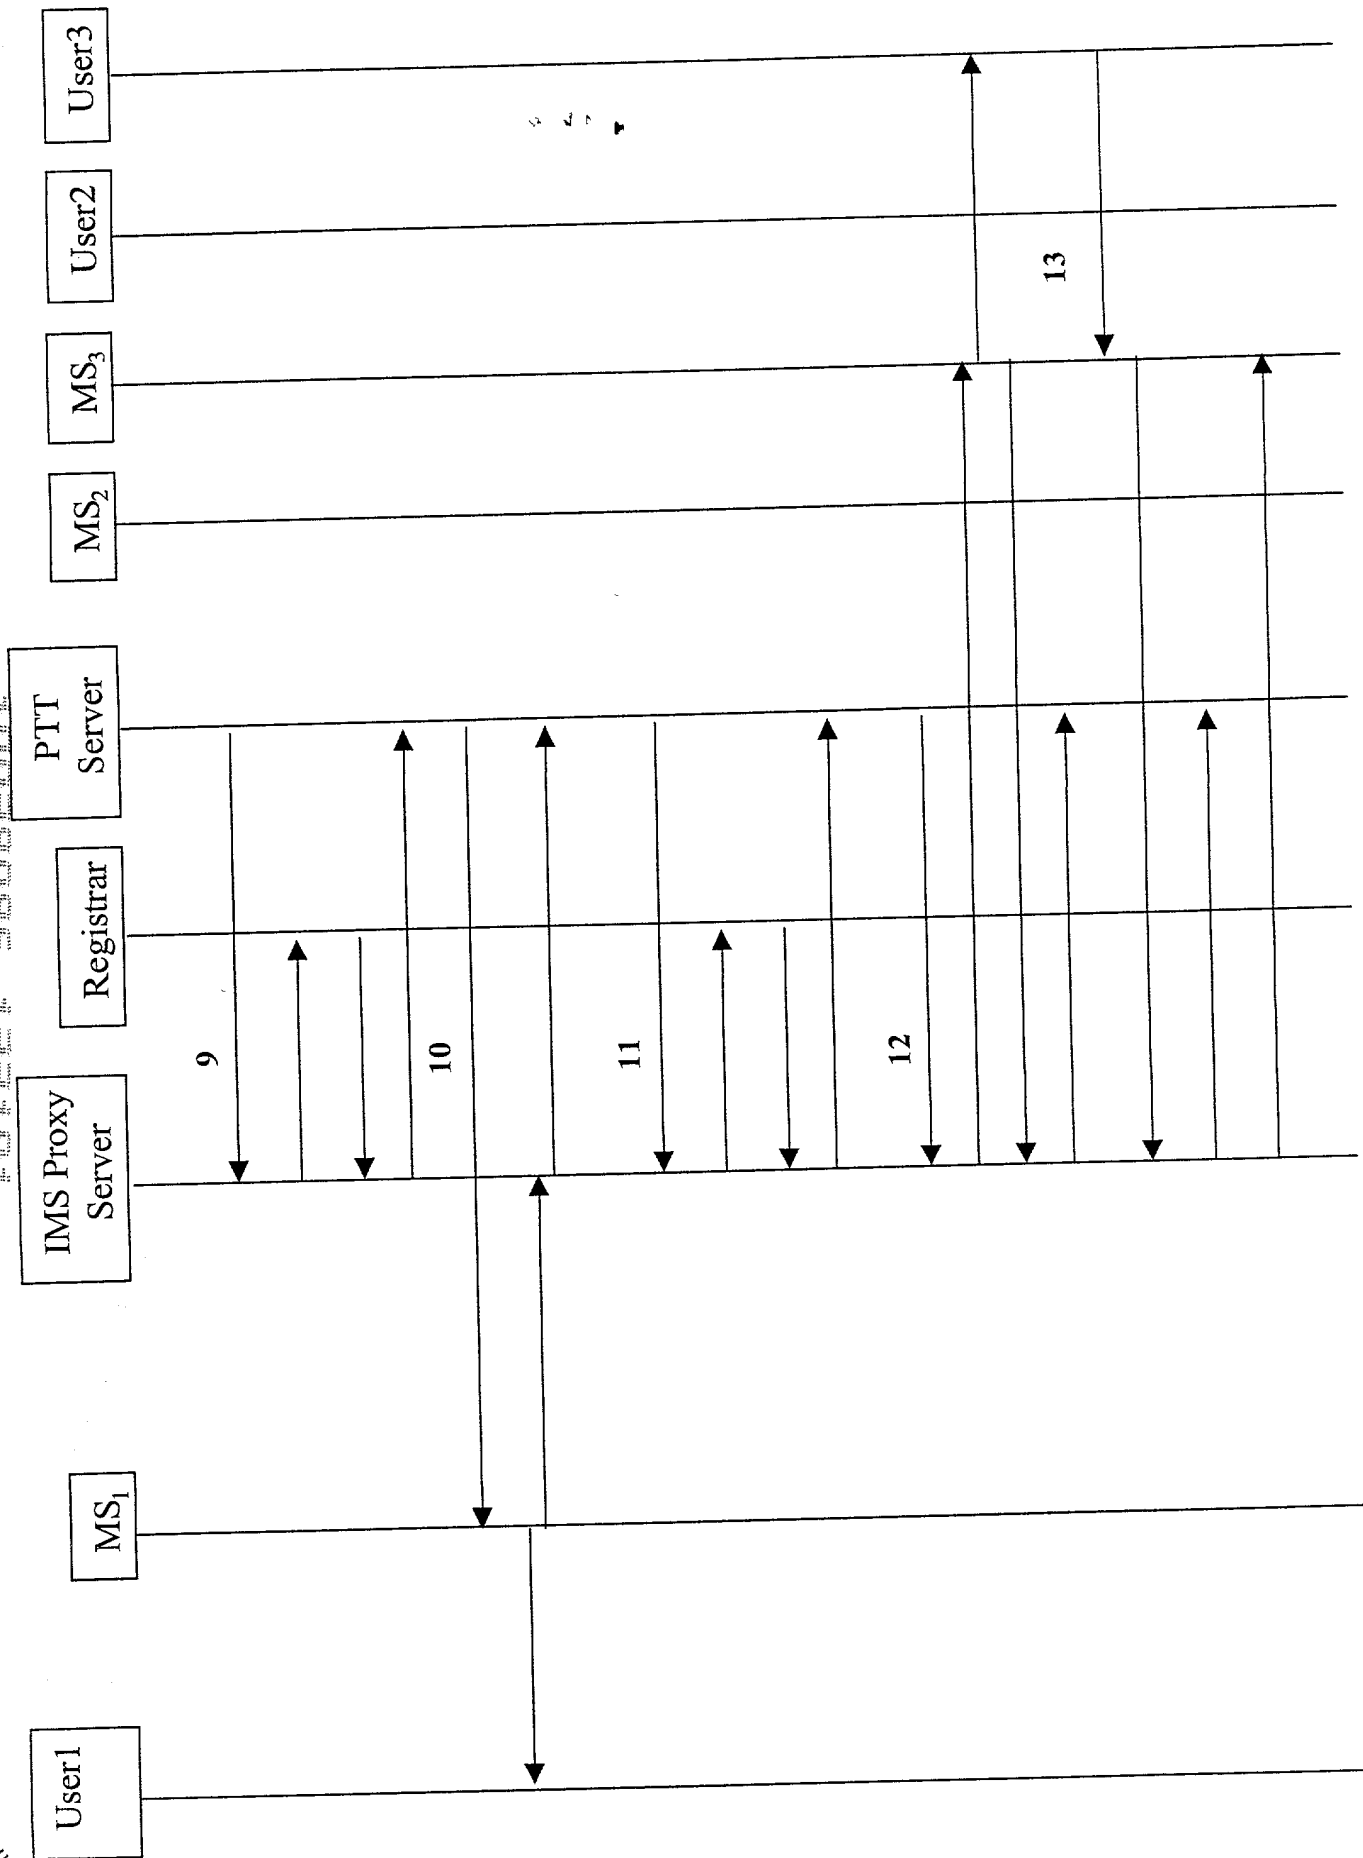 User1
MS1
IMS Proxy
Server
Registrar
PTT
Server
MS2
MS3
User2
User3
9
10
11
12
13